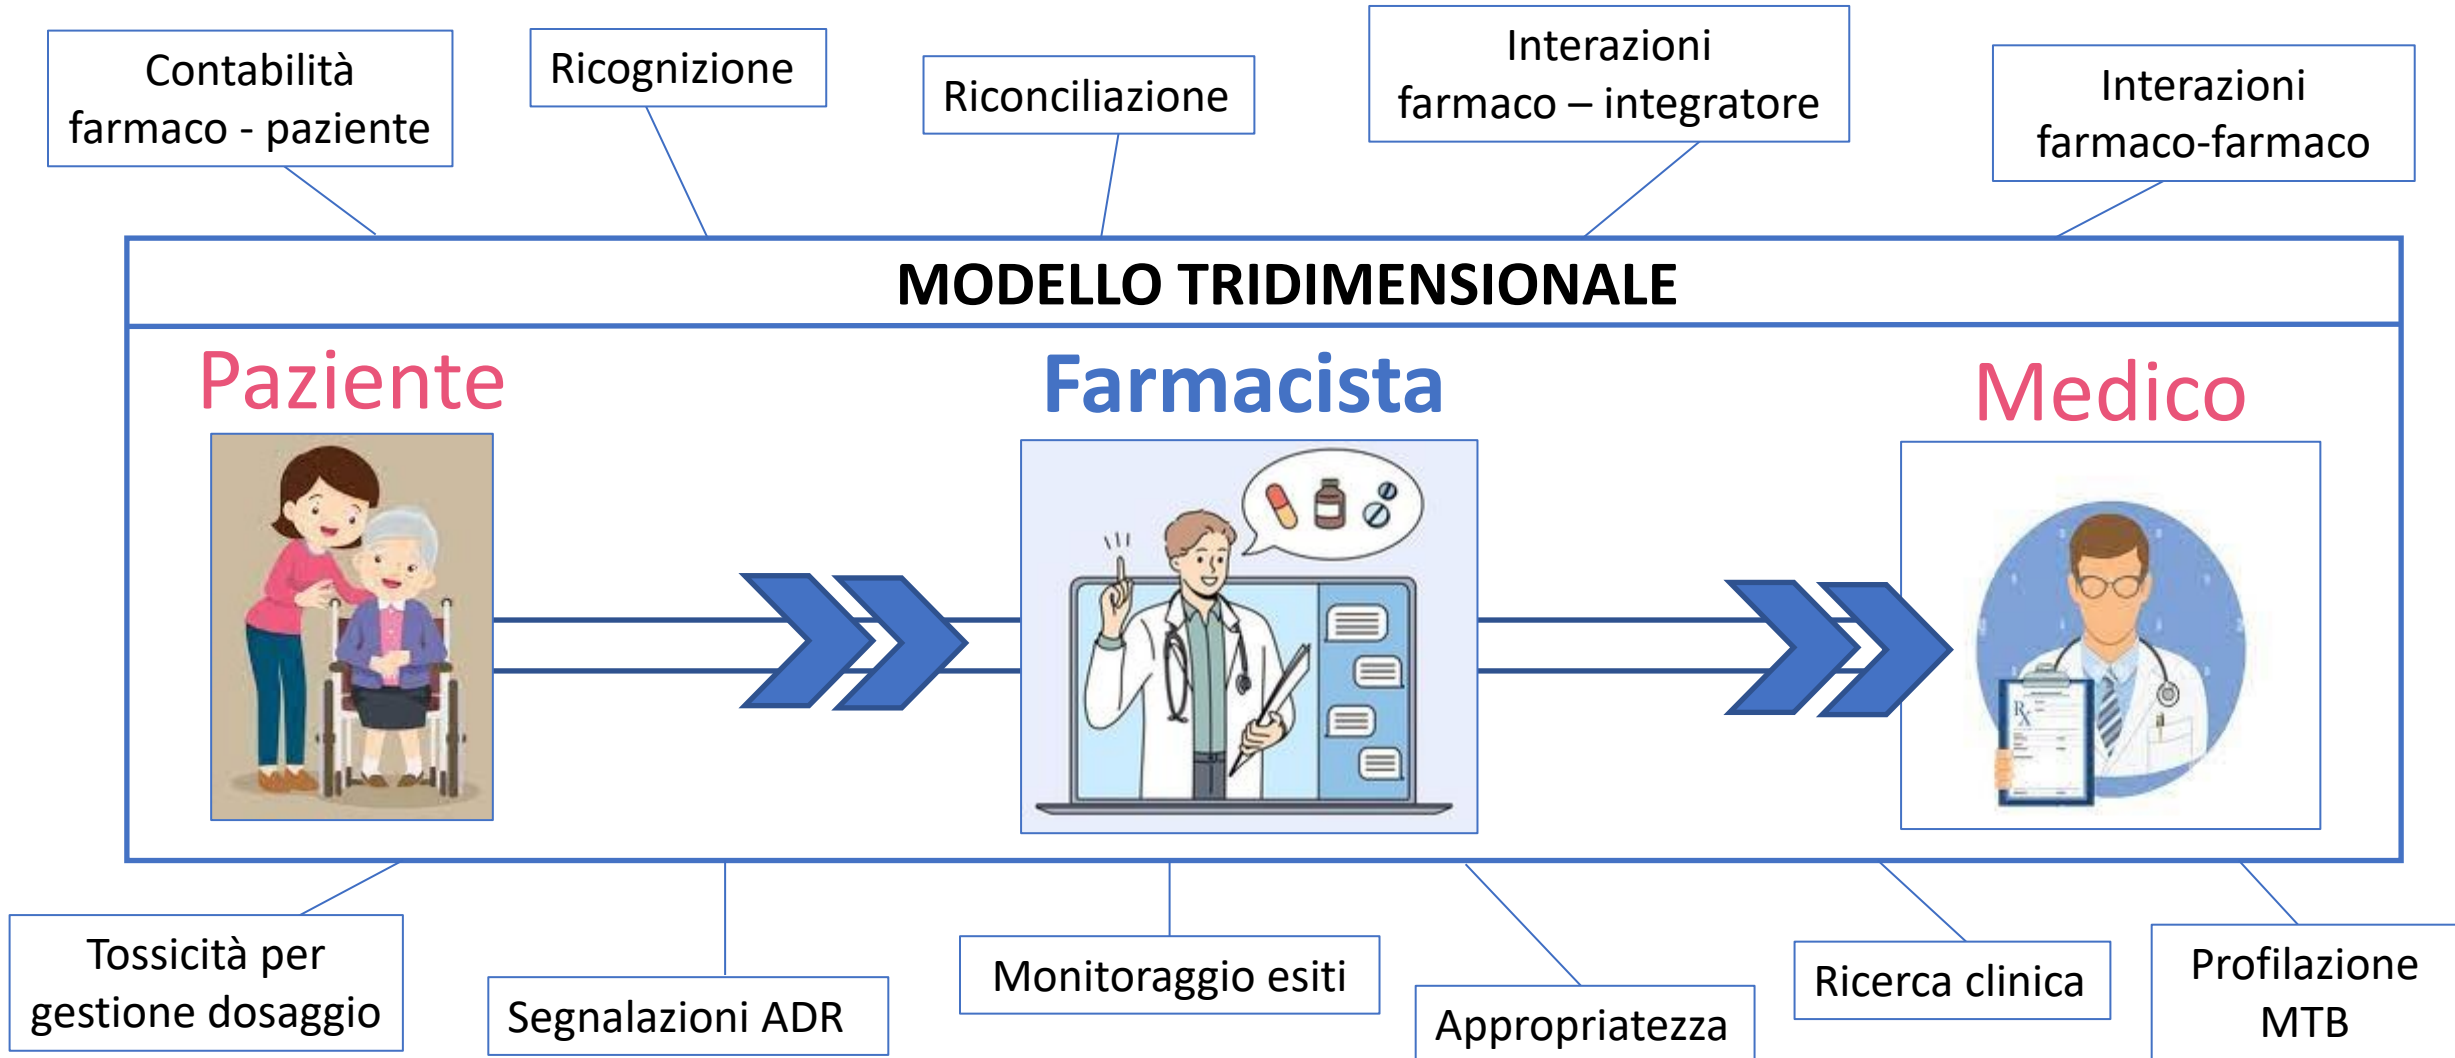 Contabilità
farmaco - paziente
Ricognizione
Riconciliazione
Interazioni
farmaco – integratore
Interazioni
farmaco-farmaco
MODELLO TRIDIMENSIONALE
Paziente
Farmacista
Medico
Rx
Tossicità per
gestione dosaggio
Segnalazioni ADR
Monitoraggio esiti
Appropriatezza
Ricerca clinica
Profilazione
MTB